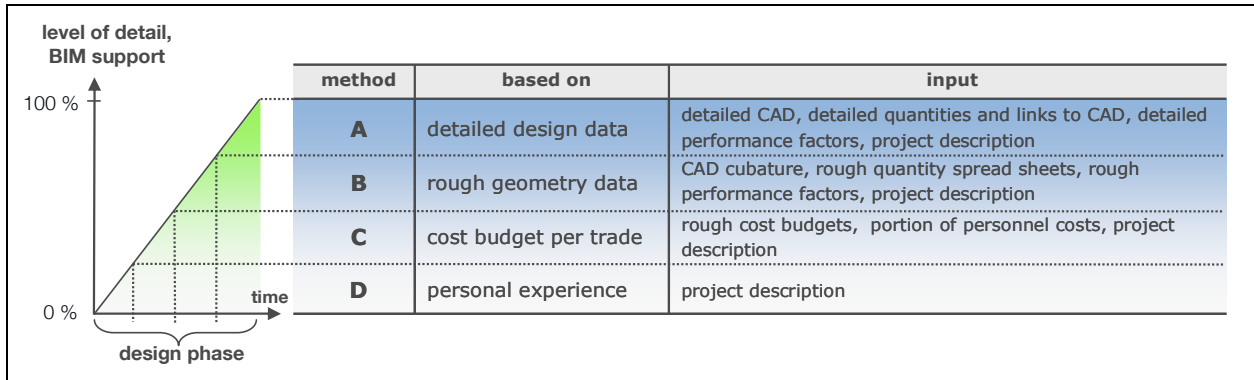 level of detail,
BIM support
100 %
0 %
time
design phase
method based on input
A detailed design data detailed CAD, detailed quantities and links to CAD, detailed
performance factors, project description
B rough geometry data CAD cubature, rough quantity spread sheets, rough
performance factors, project description
C cost budget per trade rough cost budgets, portion of personnel costs, project
description
D personal experience project description